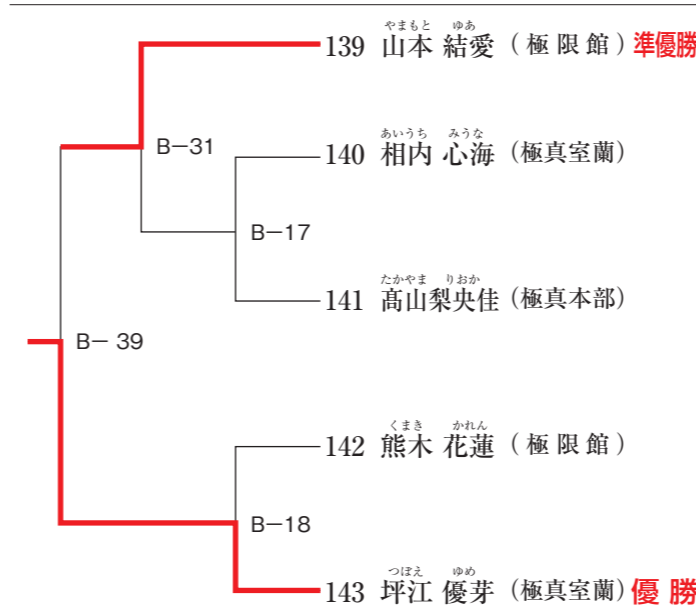 やまもと ゆあ
139 山本 結愛 （極限館） 準優勝
B－31
あいうち みうな
140 相内 心海 （極真室蘭）
B－17
たかやま りおか
141 髙山梨央佳 （極真本部）
B－ 39
くまき かれん
142 熊木 花蓮 （極限館）
B－18
つぼえ ゆめ
143 坪江 優芽 （極真室蘭） 優 勝